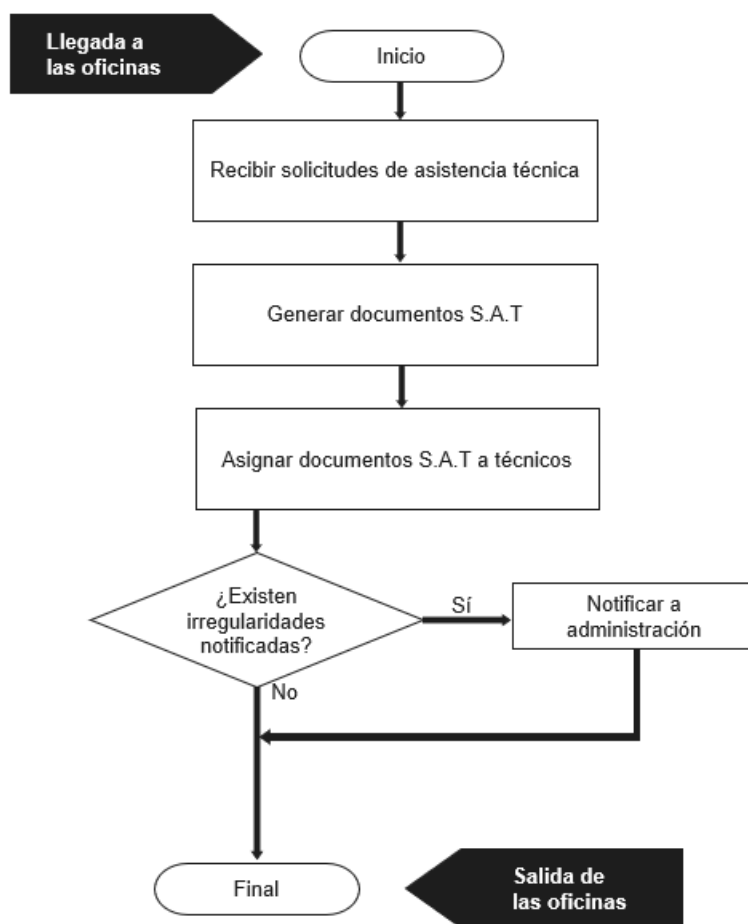 Llegada a
las oficinas
Inicio
Recibir solicitudes de asistencia técnica
Generar documentos S.A.T
Asignar documentos S.A.T a técnicos
¿Existen
irregularidades
notificadas?
Sí
Notificar a
administración
No
Final
Salida de
las oficinas